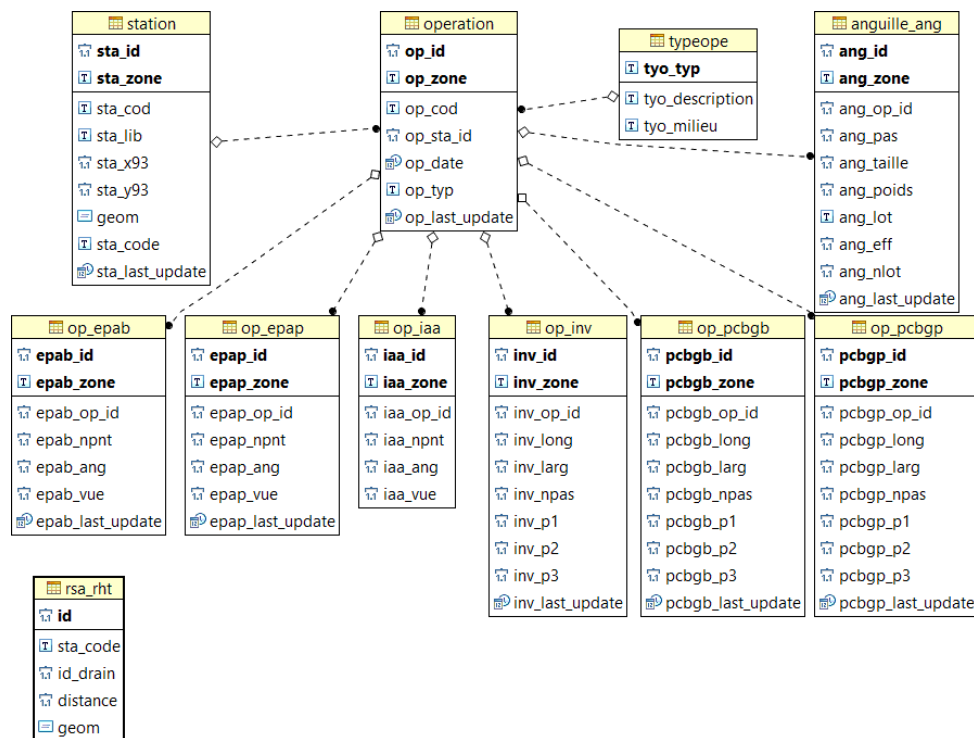 station
sta_id
sta_zone
sta_cod
sta_lib
sta_x93
sta_y93
geom
sta_code
sta_last_update
operation
op_id
op_zone
op_cod
op_sta_id
op_date
op_typ
op_last_update
typeope
tyo_typ
tyo_description
tyo_milieu
anguille_ang
ang_id
ang_zone
ang_op_id
ang_pas
ang_taille
ang_poids
ang_lot
ang_eff
ang_nlot
ang_last_update
op_epab
epab_id
epab_zone
epab_op_id
epab_npnt
epab_ang
epab_vue
epab_last_update
op_epap
epap_id
epap_zone
epap_op_id
epap_npnt
epap_ang
epap_vue
epap_last_update
op_iaa
iaa_id
iaa_zone
iaa_op_id
iaa_npnt
iaa_ang
iaa_vue
op_inv
inv_id
inv_zone
inv_op_id
inv_long
inv_larg
inv_npas
inv_p1
inv_p2
inv_p3
inv_last_update
op_pcbgb
pcbgb_id
pcbgb_zone
pcbgb_op_id
pcbgb_long
pcbgb_larg
pcbgb_npas
pcbgb_p1
pcbgb_p2
pcbgb_p3
pcbgb_last_update
op_pcbgp
pcbgp_id
pcbgp_zone
pcbgp_op_id
pcbgp_long
pcbgp_larg
pcbgp_npas
pcbgp_p1
pcbgp_p2
pcbgp_p3
pcbgp_last_update
rsa_rht
id
sta_code
id_drain
distance
geom